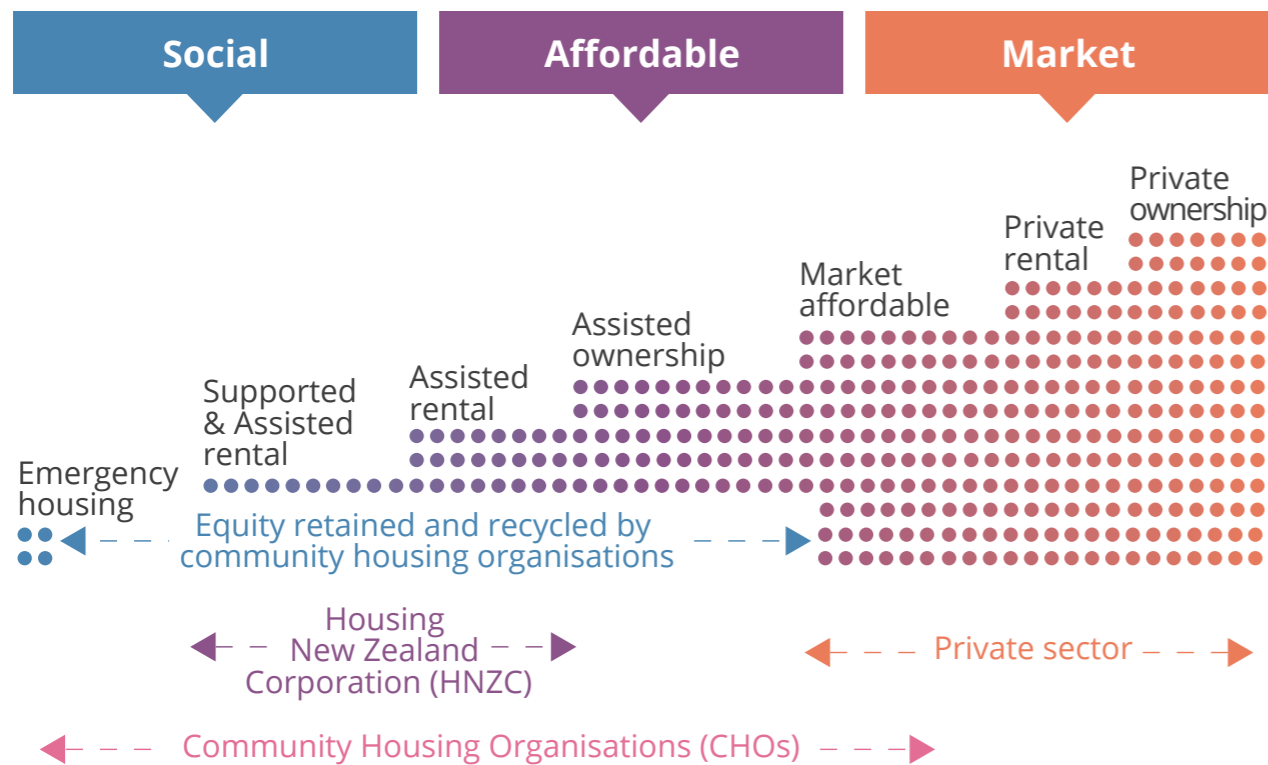 Social
Affordable
Market
Private
ownership
Private
rental
Market
affordable
Assisted
ownership
Assisted
rental
Supported
& Assisted
rental
Emergency
housing
Equity retained and recycled by
community housing organisations
Housing
New Zealand
Corporation (HNZC)
Private sector
Community Housing Organisations (CHOs)